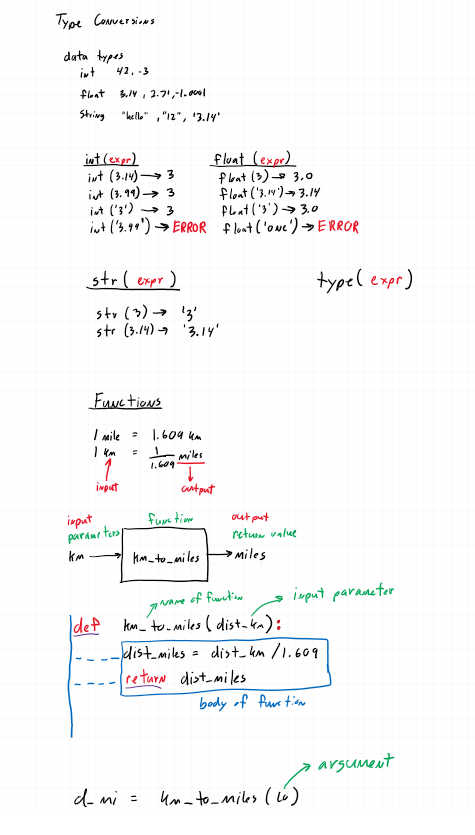 Type Conversions
data types
int 42, -3
float 3.14, 2.71, -1.0001
String "hello", "12", '3.14'
int(expr)
int (3.14) → 3
int (3.99) → 3
int ('3') → 3
int ('3.99') → ERROR
float (expr)
float (3) → 3.0
float ('3.14') → 3.14
float ('3') → 3.0
float ('one') → ERROR
str (expr)
str (3) → '3'
str (3.14) → '3.14'
type (expr)
Functions
1 mile = 1.609 km
1 km = 1/1.609 miles
input output
input function output
parameters return value
km → km_to_miles → miles
name of function input parameter
def km_to_miles (dist_km):
dist_miles = dist_km / 1.609
return dist_miles
body of function
argument
d_mi = km_to_miles (10)